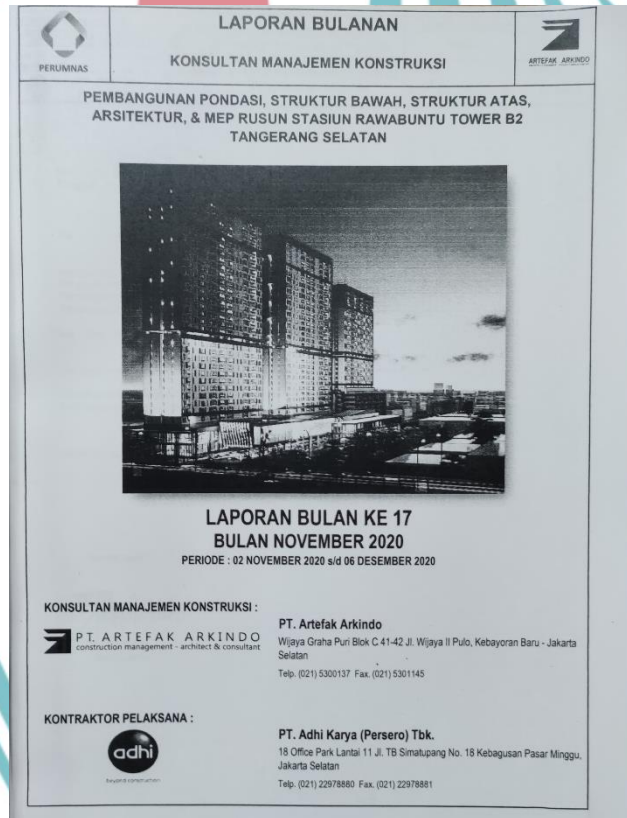 LAPORAN BULANAN
KONSULTAN MANAJEMEN KONSTRUKSI
PERUMNAS
ARTEFAK ARKINDO
PEMBANGUNAN PONDASI, STRUKTUR BAWAH, STRUKTUR ATAS,
ARSITEKTUR, & MEP RUSUN STASIUN RAWABUNTU TOWER B2
TANGERANG SELATAN
LAPORAN BULAN KE 17
BULAN NOVEMBER 2020
PERIODE : 02 NOVEMBER 2020 s/d 06 DESEMBER 2020
KONSULTAN MANAJEMEN KONSTRUKSI :
PT. ARTEFAK ARKINDO
construction management - architect & consultant
PT. Artefak Arkindo
Wijaya Graha Puri Blok C 41-42 Jl. Wijaya II Pulo, Kebayoran Baru - Jakarta
Selatan
Telp. (021) 5300137 Fax. (021) 5301145
KONTRAKTOR PELAKSANA :
adhi
beyond construction
PT. Adhi Karya (Persero) Tbk.
18 Office Park Lantai 11 Jl. TB Simatupang No. 18 Kebagusan Pasar Minggu,
Jakarta Selatan
Telp. (021) 22978880 Fax. (021) 22978881